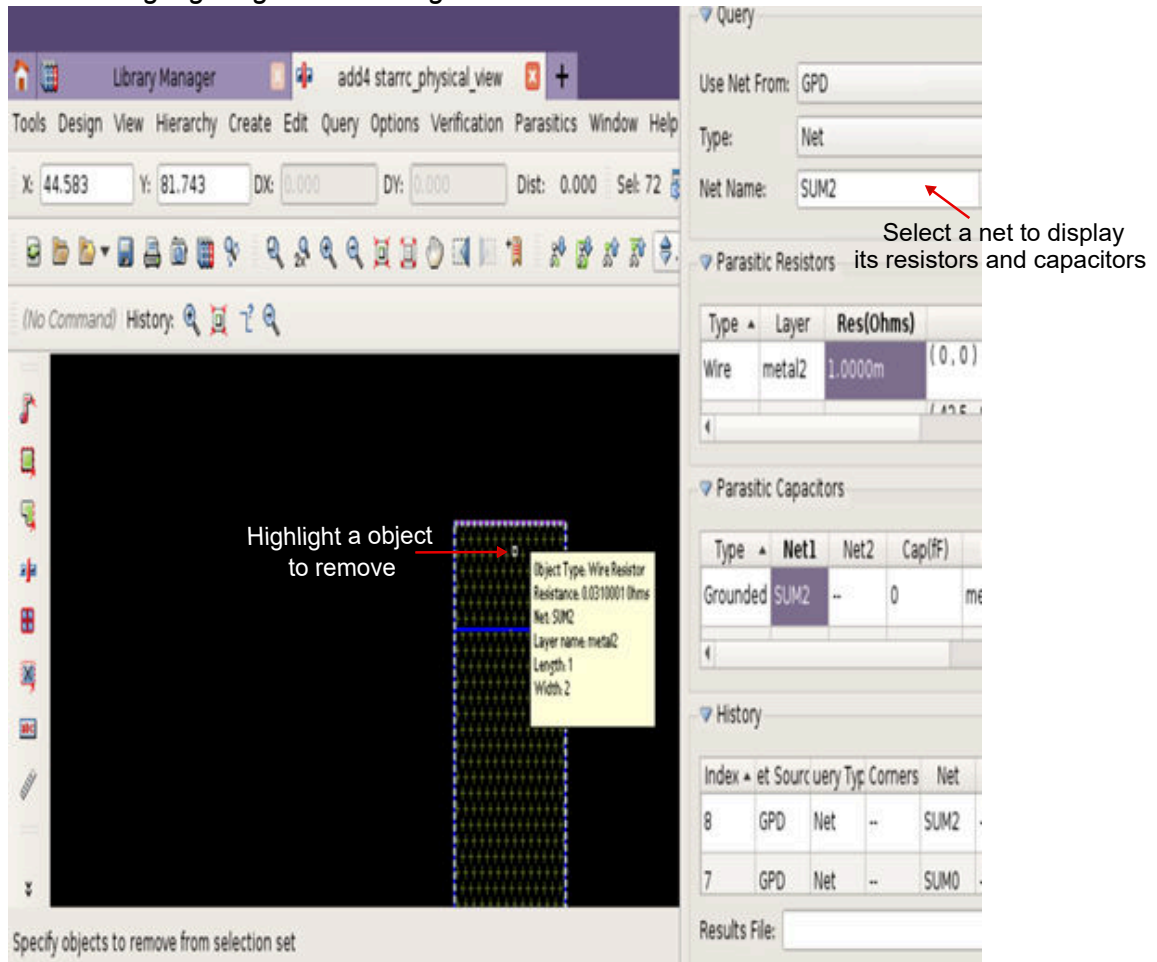 Library Manager
add4 starrc_physical_view
Tools Design View Hierarchy Create Edit Query Options Verification Parasitics Window Help
X: 44.583 Y: 81.743 DX: 0.000 DY: 0.000 Dist: 0.000 Sel: 72
(No Command) History:
Highlight a object
to remove
Object Type: Wire Resistor
Resistance: 0.0310001 Ohms
Net: SUM2
Layer name: metal2
Length: 1
Width: 2
Specify objects to remove from selection set
Query
Use Net From: GPD
Type: Net
Net Name: SUM2
Select a net to display
its resistors and capacitors
Parasitic Resistors
Type Layer Res(Ohms)
Wire metal2 1.0000m (0,0)
Parasitic Capacitors
Type Net1 Net2 Cap(fF)
Grounded SUM2 -- 0 me
History
Index et Sourc uery Typ Corners Net
8 GPD Net -- SUM2 -
7 GPD Net -- SUM0 -
Results File: